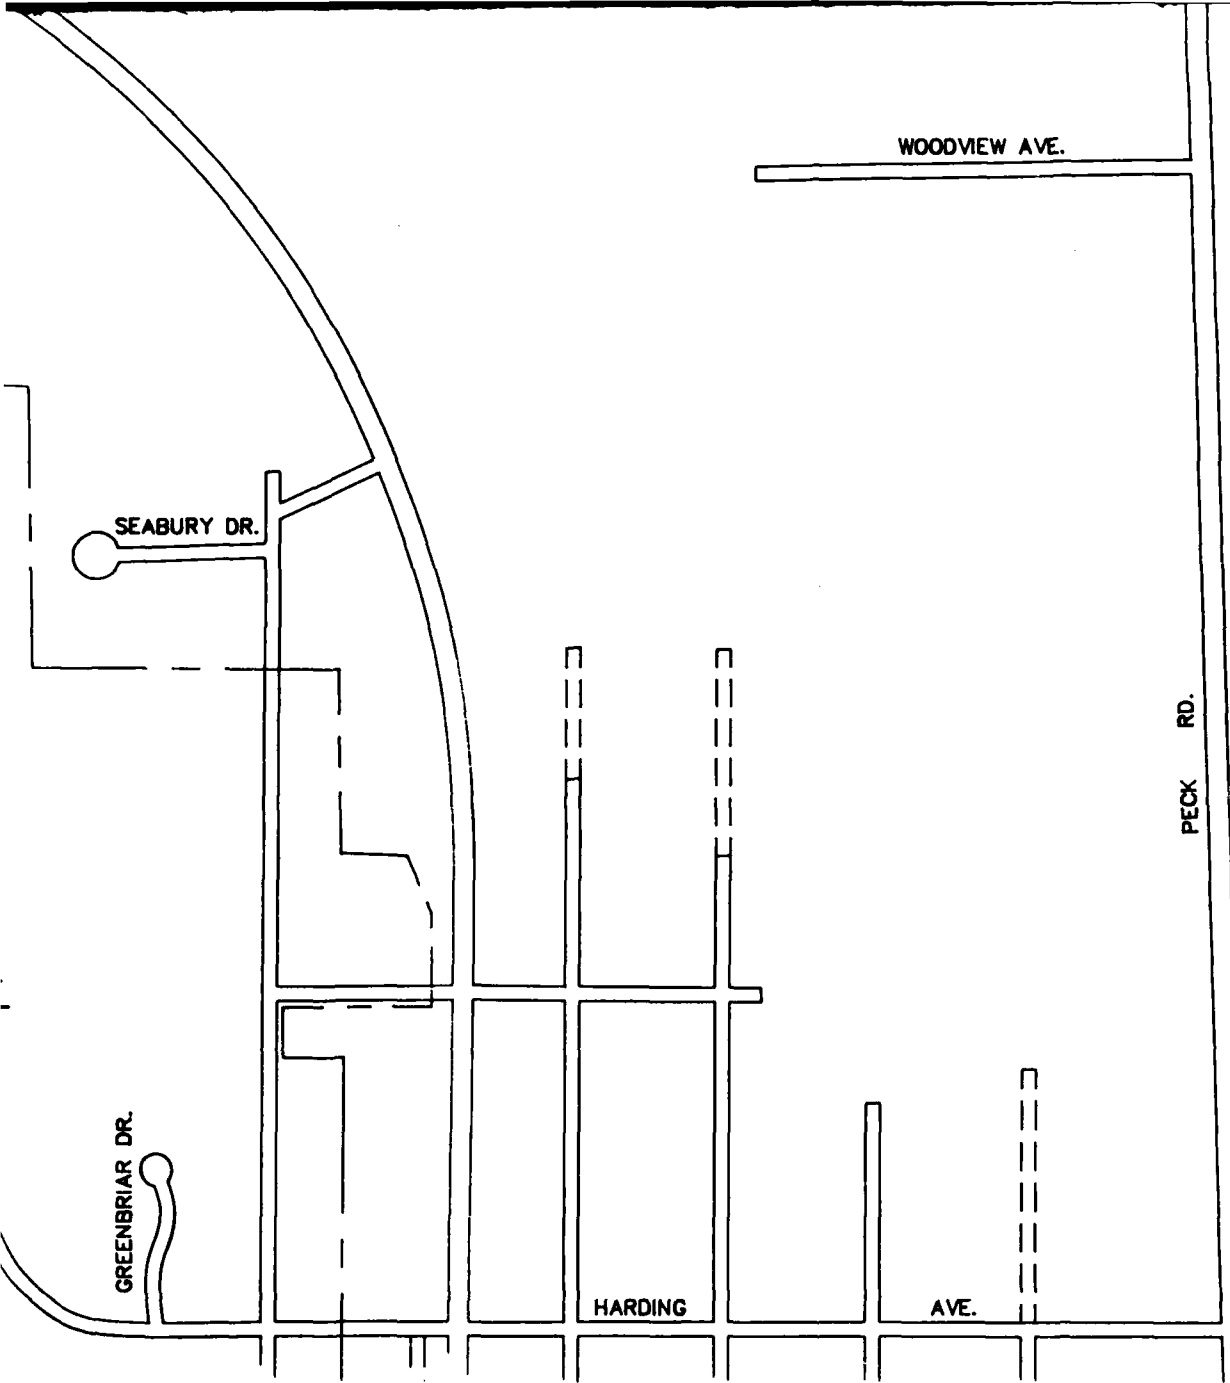 WOODVIEW AVE.
SEABURY DR.
PECK RD.
GREENBRIAR DR.
HARDING AVE.